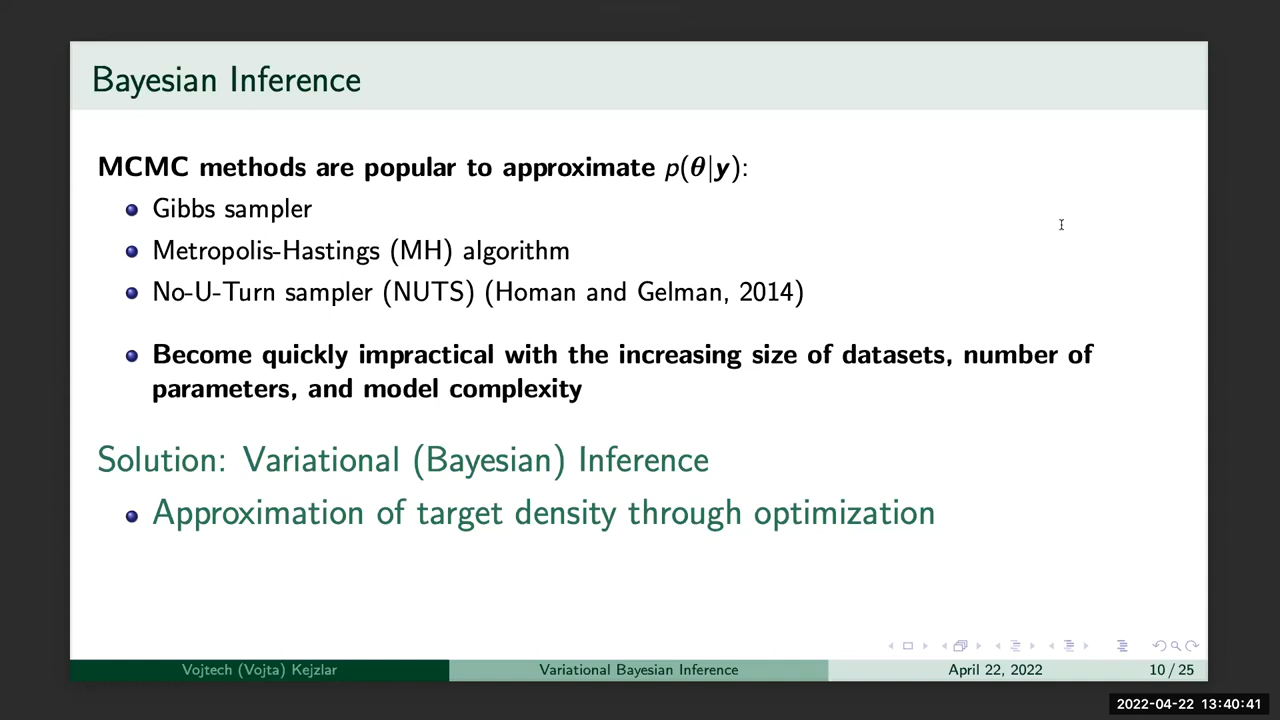 Bayesian Inference
MCMC methods are popular to approximate p(θ|y):
Gibbs sampler
Metropolis-Hastings (MH) algorithm
No-U-Turn sampler (NUTS) (Homan and Gelman, 2014)
Become quickly impractical with the increasing size of datasets, number of
parameters, and model complexity
Solution: Variational (Bayesian) Inference
Approximation of target density through optimization
Vojtech (Vojta) Kejzlar
Variational Bayesian Inference
April 22, 2022
10 / 25
2022-04-22 13:40:41